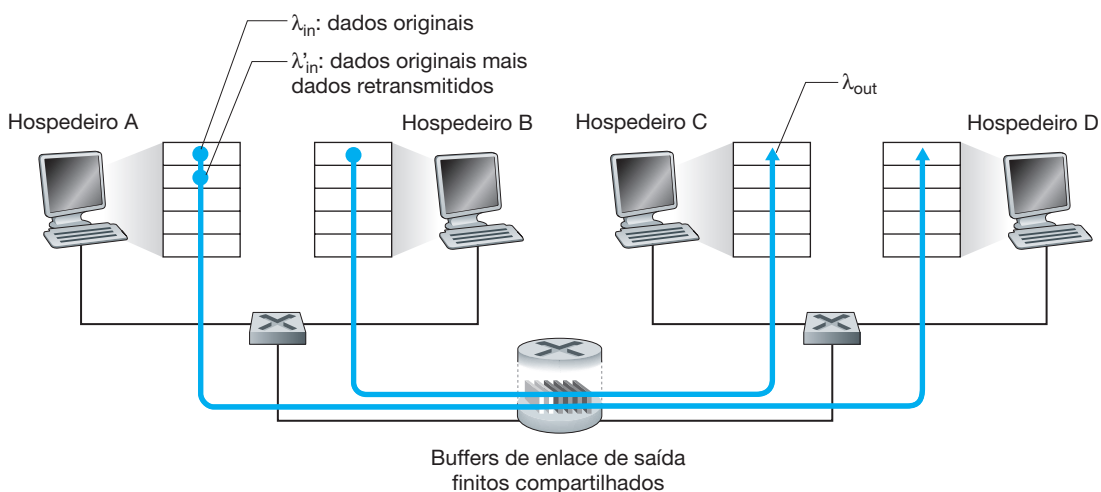 λin: dados originais
λ'in: dados originais mais
dados retransmitidos
λout
Hospedeiro A
Hospedeiro B
Hospedeiro C
Hospedeiro D
Buffers de enlace de saída
finitos compartilhados